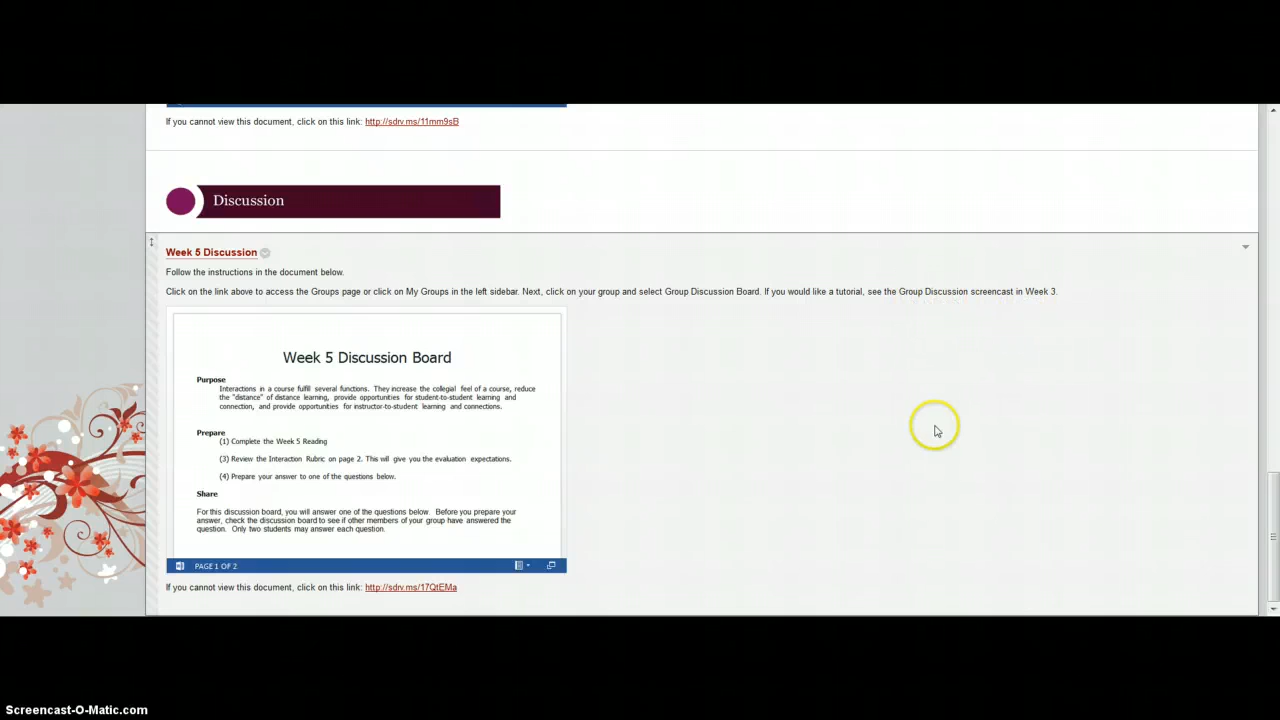 If you cannot view this document, click on this link: http://sdrv.ms/11mm9sB
Discussion
Week 5 Discussion
Follow the instructions in the document below.
Click on the link above to access the Groups page or click on My Groups in the left sidebar. Next, click on your group and select Group Discussion Board. If you would like a tutorial, see the Group Discussion screencast in Week 3.
Week 5 Discussion Board
Purpose
Interactions in a course fulfill several functions. They increase the collegial feel of a course, reduce
the "distance" of distance learning, provide opportunities for student-to-student learning and
connection, and provide opportunities for instructor-to-student learning and connections.
Prepare
(1) Complete the Week 5 Reading
(3) Review the Interaction Rubric on page 2. This will give you the evaluation expectations.
(4) Prepare your answer to one of the questions below.
Share
For this discussion board, you will answer one of the questions below. Before you prepare your
answer, check the discussion board to see if other members of your group have answered the
question. Only two students may answer each question.
PAGE 1 OF 2
If you cannot view this document, click on this link: http://sdrv.ms/17QtEMa
Screencast-O-Matic.com